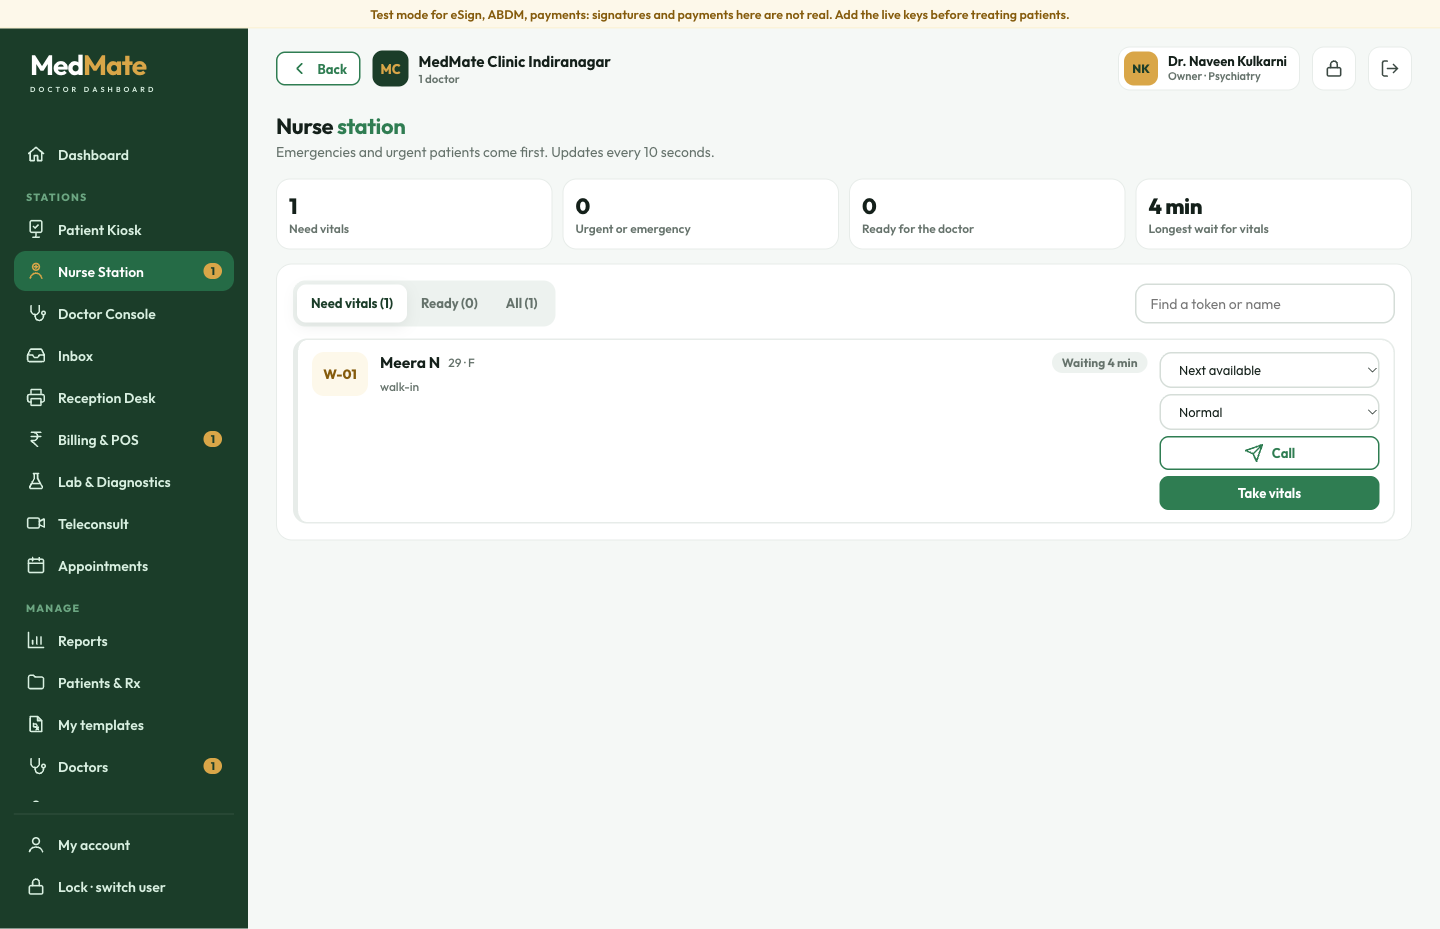 Test mode for eSign, ABDM, payments: signatures and payments here are not real. Add the live keys before treating patients.
MedMate
DOCTOR DASHBOARD
Dashboard
STATIONS
Patient Kiosk
Nurse Station 1
Doctor Console
Inbox
Reception Desk
Billing & POS 1
Lab & Diagnostics
Teleconsult
Appointments
MANAGE
Reports
Patients & Rx
My templates
Doctors 1
My account
Lock · switch user
Back
MC
MedMate Clinic Indiranagar
1 doctor
NK
Dr. Naveen Kulkarni
Owner · Psychiatry
Nurse station
Emergencies and urgent patients come first. Updates every 10 seconds.
1
Need vitals
0
Urgent or emergency
0
Ready for the doctor
4 min
Longest wait for vitals
Need vitals (1) Ready (0) All (1)
Find a token or name
W-01
Meera N 29 · F
walk-in
Waiting 4 min
Next available
Normal
Call
Take vitals